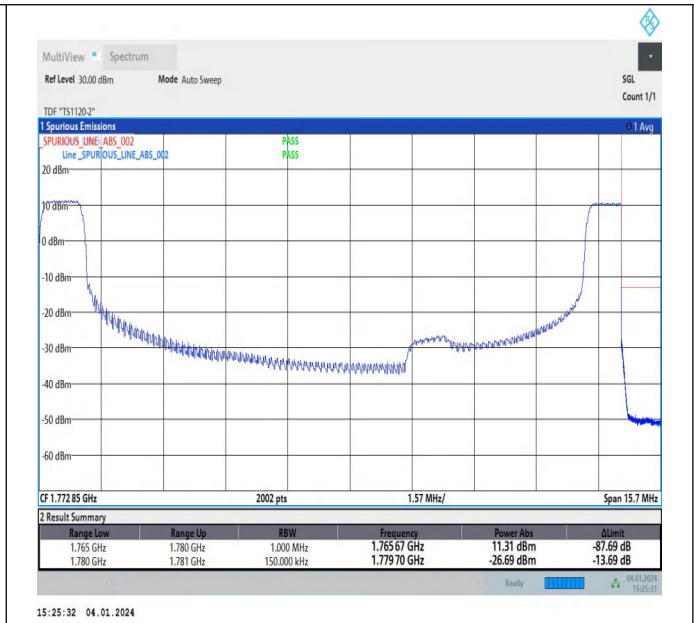 R S
MultiView Spectrum
Ref Level 30.00 dBm Mode Auto Sweep SGL
Count 1/1
TDF "TS1120-2"
1 Spurious Emissions 1 Avg
_SPURIOUS_LINE_ABS_002 PASS
Line _SPURIOUS_LINE_ABS_002 PASS
20 dBm
10 dBm
0 dBm
-10 dBm
-20 dBm
-30 dBm
-40 dBm
-50 dBm
-60 dBm
CF 1.772 85 GHz 2002 pts 1.57 MHz/ Span 15.7 MHz
2 Result Summary
Range Low Range Up RBW Frequency Power Abs ΔLimit
1.765 GHz 1.780 GHz 1.000 MHz 1.765 67 GHz 11.31 dBm -87.69 dB
1.780 GHz 1.781 GHz 150.000 kHz 1.779 70 GHz -26.69 dBm -13.69 dB
Ready 04.01.2024
15:25:31
15:25:32 04.01.2024